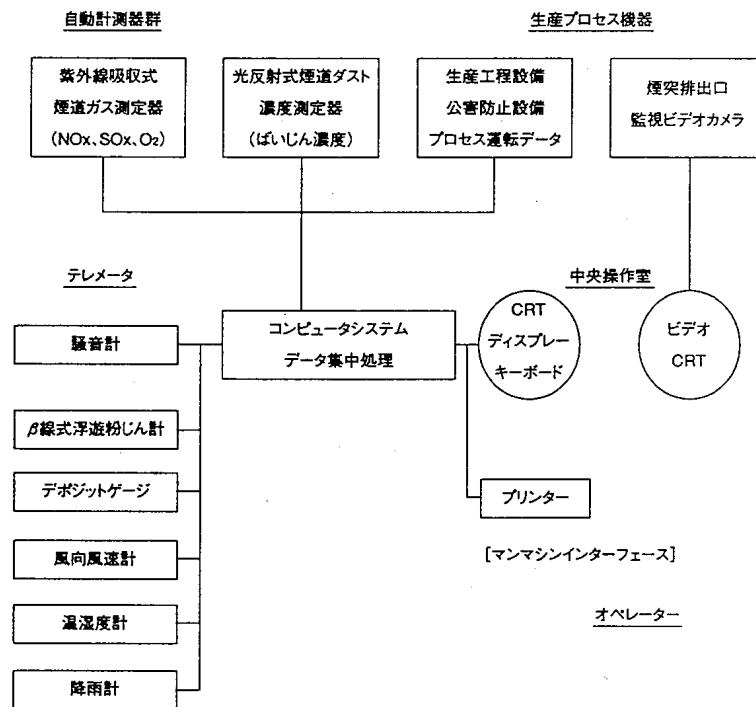 自動計測器群
生産プロセス機器
紫外線吸収式
煙道ガス測定器
(NOx、SOx、O₂)
光反射式煙道ダスト
濃度測定器
(ばいじん濃度)
生産工程設備
公害防止設備
プロセス運転データ
煙突排出口
監視ビデオカメラ
テレメータ
中央操作室
騒音計
コンピュータシステム
データ集中処理
CRT
ディスプレー
キーボード
ビデオ
CRT
β線式浮遊粉じん計
デポジットゲージ
プリンター
風向風速計
[マンマシンインターフェース]
温湿度計
オペレーター
降雨計